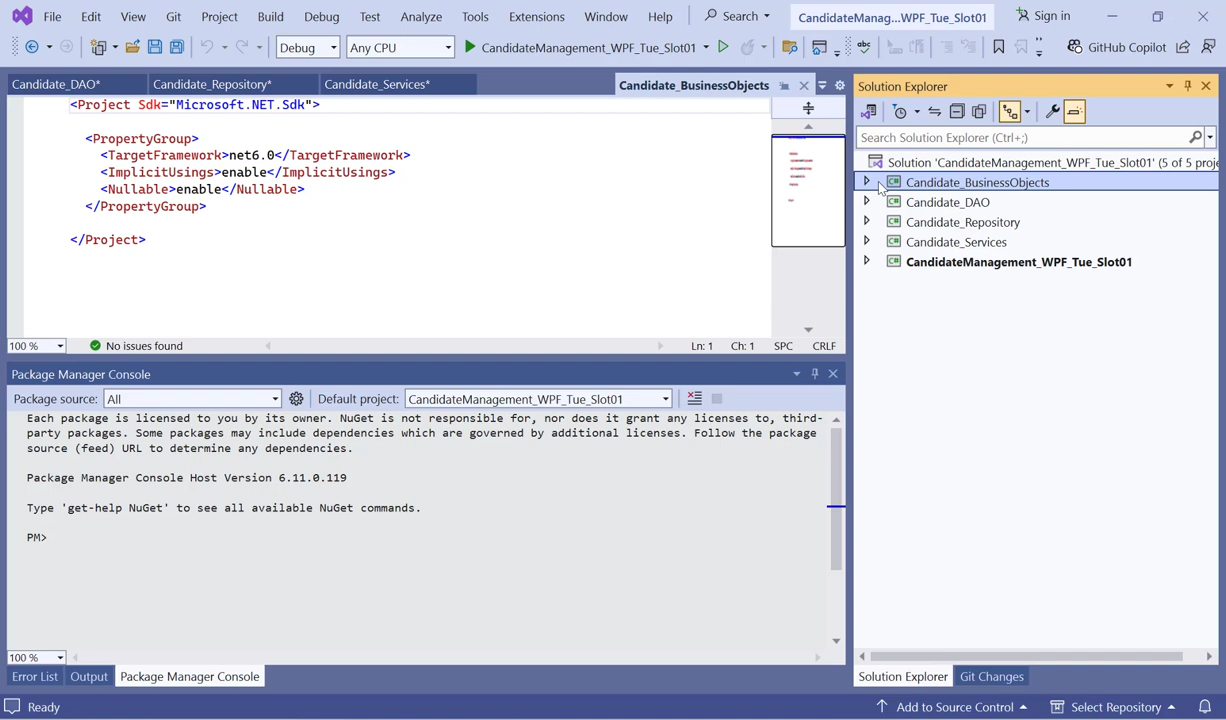 File Edit View Git Project Build Debug Test Analyze Tools Extensions Window Help Search CandidateManag...WPF_Tue_Slot01 Sign in
Debug Any CPU CandidateManagement_WPF_Tue_Slot01 GitHub Copilot
Candidate_DAO* Candidate_Repository* Candidate_Services* Candidate_BusinessObjects
<Project Sdk="Microsoft.NET.Sdk">
<PropertyGroup>
<TargetFramework>net6.0</TargetFramework>
<ImplicitUsings>enable</ImplicitUsings>
<Nullable>enable</Nullable>
</PropertyGroup>
</Project>
100 % No issues found Ln: 1 Ch: 1 SPC CRLF
Package Manager Console
Package source: All Default project: CandidateManagement_WPF_Tue_Slot01
Each package is licensed to you by its owner. NuGet is not responsible for, nor does it grant any licenses to, third-
party packages. Some packages may include dependencies which are governed by additional licenses. Follow the package
source (feed) URL to determine any dependencies.
Package Manager Console Host Version 6.11.0.119
Type 'get-help NuGet' to see all available NuGet commands.
PM>
100 %
Error List Output Package Manager Console
Solution Explorer
Search Solution Explorer (Ctrl+;)
Solution 'CandidateManagement_WPF_Tue_Slot01' (5 of 5 proje
Candidate_BusinessObjects
Candidate_DAO
Candidate_Repository
Candidate_Services
CandidateManagement_WPF_Tue_Slot01
Solution Explorer Git Changes
Ready Add to Source Control Select Repository